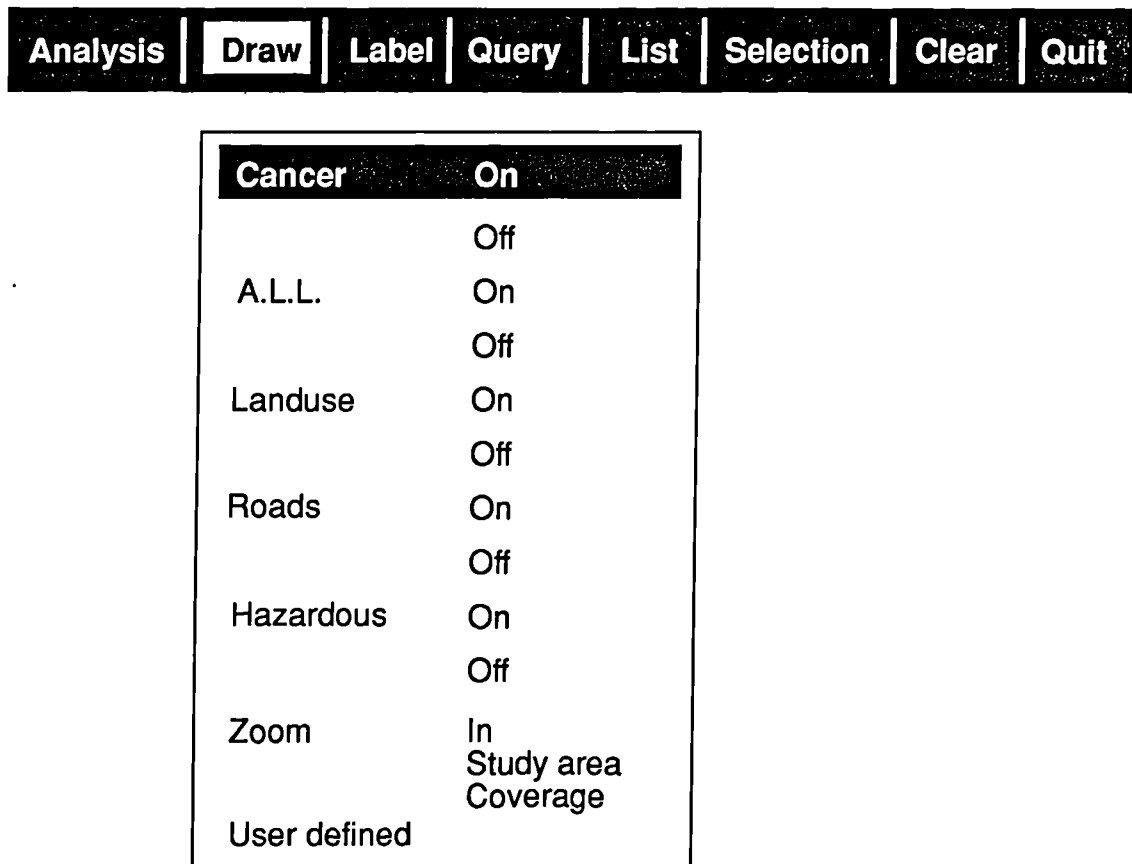 Analysis Draw Label Query List Selection Clear Quit
Cancer On
Off
A.L.L. On
Off
Landuse On
Off
Roads On
Off
Hazardous On
Off
Zoom In
Study area
Coverage
User defined